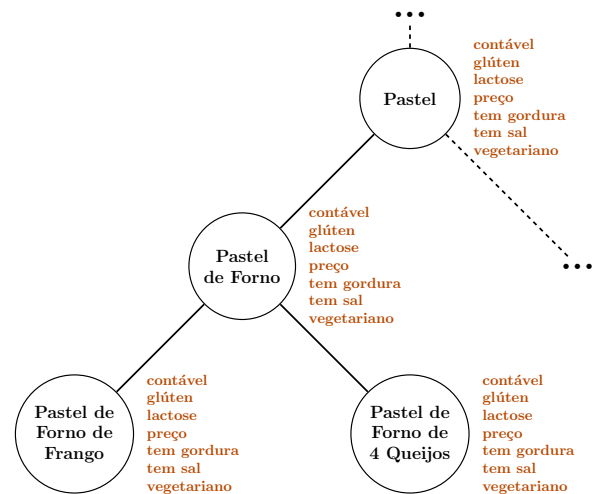 ...
Pastel
contável
glúten
lactose
preço
tem gordura
tem sal
vegetariano
...
Pastel
de Forno
contável
glúten
lactose
preço
tem gordura
tem sal
vegetariano
Pastel de
Forno de
Frango
contável
glúten
lactose
preço
tem gordura
tem sal
vegetariano
Pastel de
Forno de
4 Queijos
contável
glúten
lactose
preço
tem gordura
tem sal
vegetariano